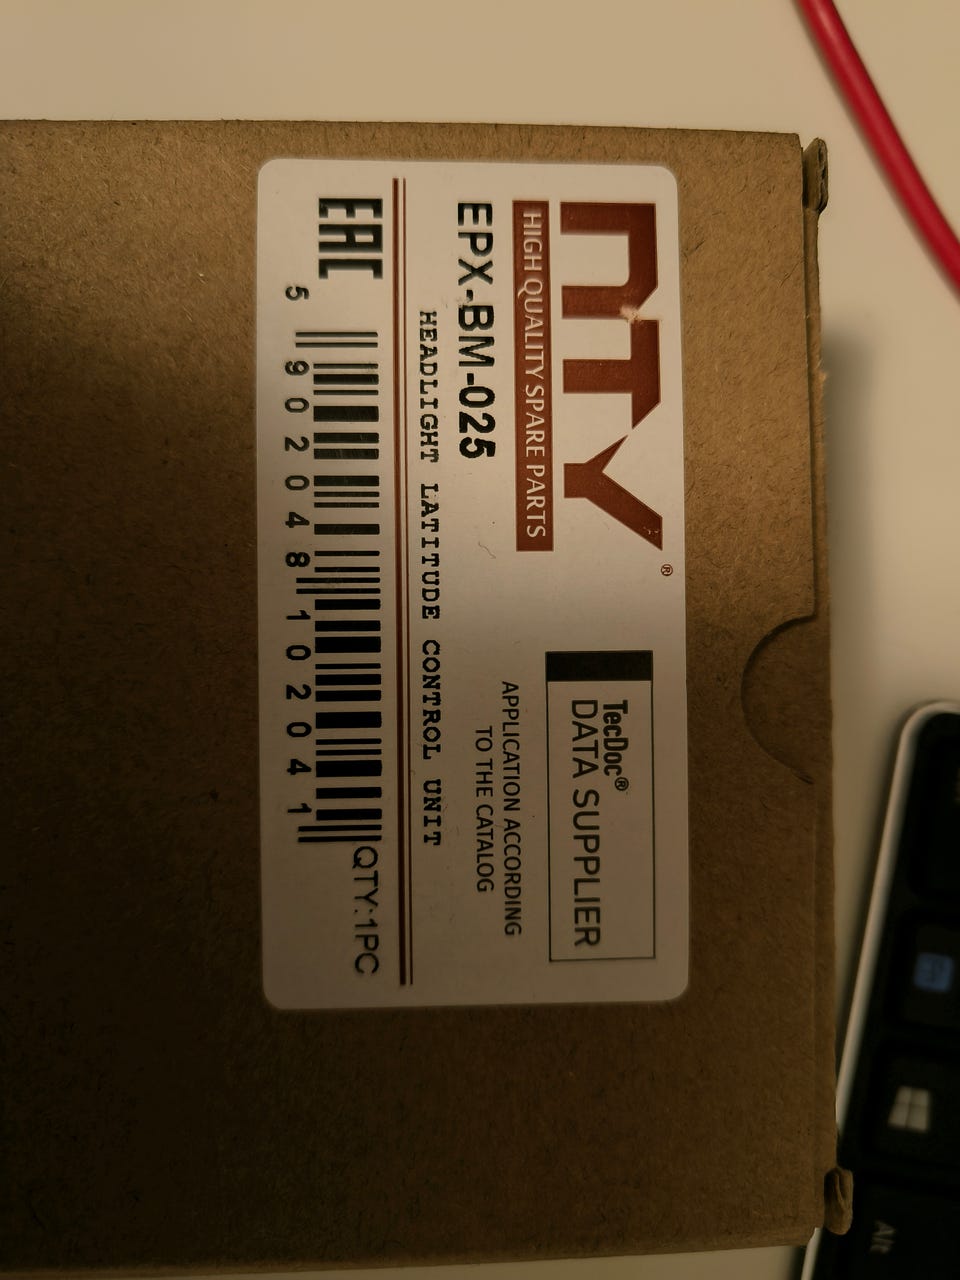 NTY®
HIGH QUALITY SPARE PARTS
TecDoc®
DATA SUPPLIER
EPX-BM-025
APPLICATION ACCORDING
TO THE CATALOG
HEADLIGHT LATITUDE CONTROL UNIT
EAC
QTY:1PC
5 902048 102041
Alt